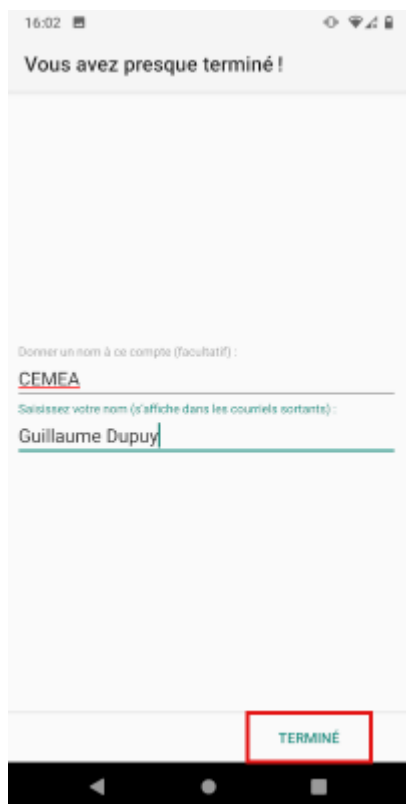 16:02
Vous avez presque terminé !
Donner un nom à ce compte (facultatif) :
CEMEA
Saisissez votre nom (s'affiche dans les courriels sortants) :
Guillaume Dupuy
TERMINÉ